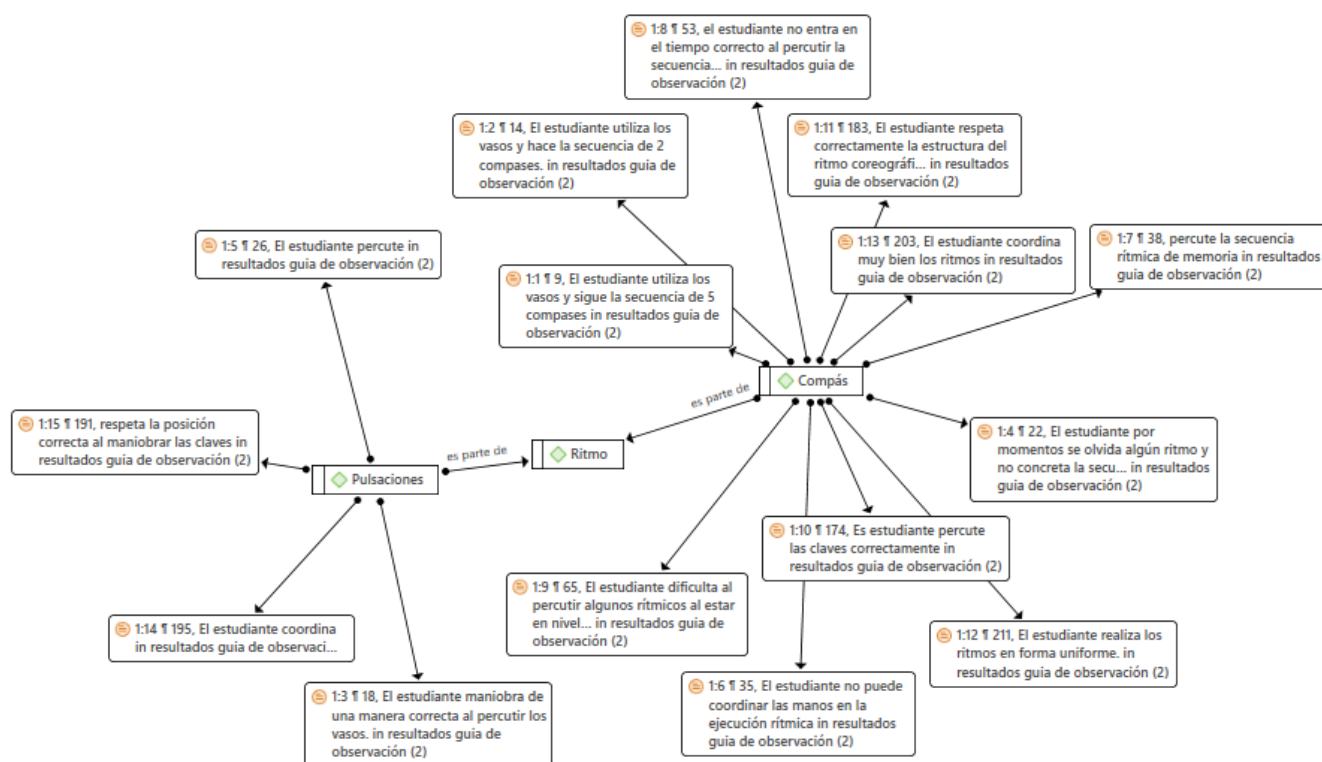 1:8 ¶ 53, el estudiante no entra en
el tiempo correcto al percutir la
secuencia... in resultados guia de
observación (2)
1:2 ¶ 14, El estudiante utiliza los
vasos y hace la secuencia de 2
compases. in resultados guia de
observación (2)
1:11 ¶ 183, El estudiante respeta
correctamente la estructura del
ritmo coreográfi... in resultados
guia de observación (2)
1:5 ¶ 26, El estudiante percute in
resultados guia de observación (2)
1:13 ¶ 203, El estudiante coordina
muy bien los ritmos in resultados
guia de observación (2)
1:7 ¶ 38, percute la secuencia
rítmica de memoria in resultados
guia de observación (2)
1:1 ¶ 9, El estudiante utiliza los
vasos y sigue la secuencia de 5
compases in resultados guia de
observación (2)
Compás
es parte de
1:15 ¶ 191, respeta la posición
correcta al maniobrar las claves in
resultados guia de observación (2)
es parte de
Ritmo
Pulsaciones
1:4 ¶ 22, El estudiante por
momentos se olvida algún ritmo y
no concreta la secu... in resultados
guia de observación (2)
1:10 ¶ 174, Es estudiante percute
las claves correctamente in
resultados guia de observación (2)
1:9 ¶ 65, El estudiante dificulta al
percutir algunos rítmicos al estar
en nivel... in resultados guia de
observación (2)
1:14 ¶ 195, El estudiante coordina
in resultados guia de observaci...
1:12 ¶ 211, El estudiante realiza los
ritmos en forma uniforme. in
resultados guia de observación (2)
1:3 ¶ 18, El estudiante maniobra de
una manera correcta al percutir los
vasos. in resultados guia de
observación (2)
1:6 ¶ 35, El estudiante no puede
coordinar las manos en la
ejecución rítmica in resultados
guia de observación (2)